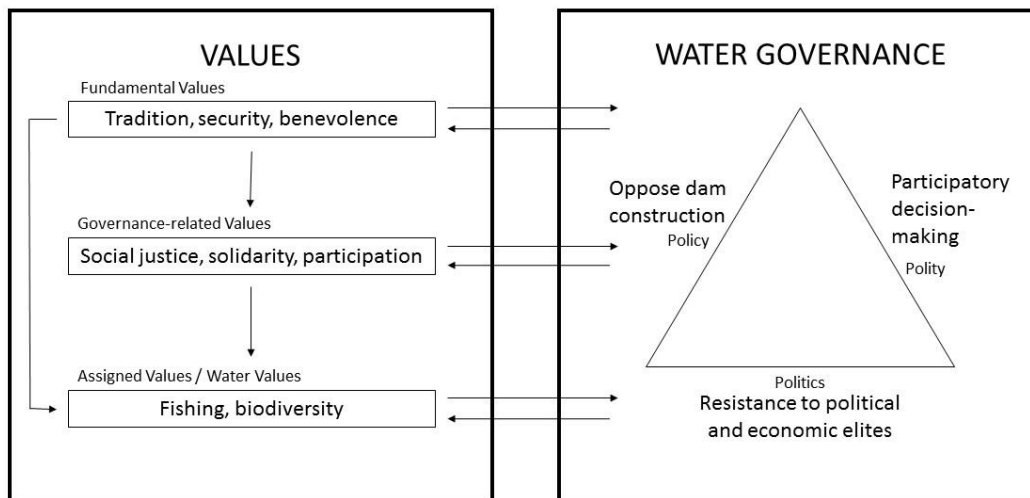 VALUES
Fundamental Values
Tradition, security, benevolence
Governance-related Values
Social justice, solidarity, participation
Assigned Values / Water Values
Fishing, biodiversity
WATER GOVERNANCE
Oppose dam
construction
Policy
Participatory
decision-
making
Polity
Politics
Resistance to political
and economic elites